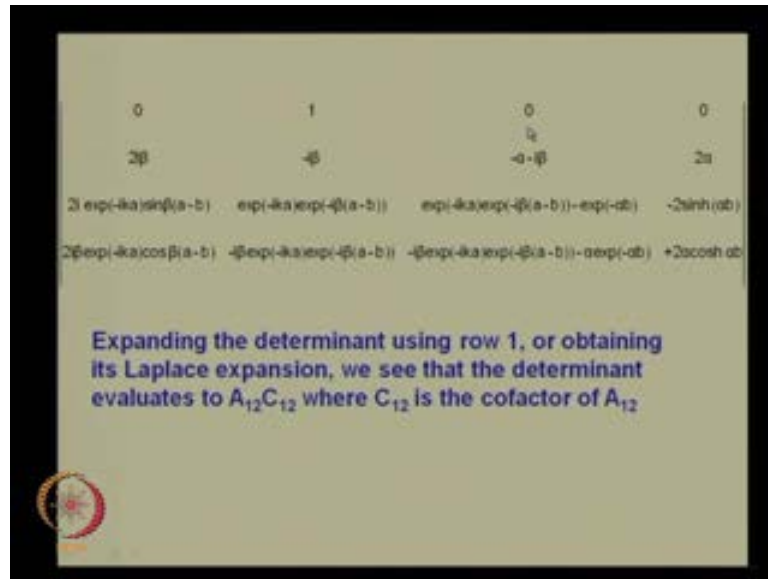 0 1 0 0
2iβ -iβ -α-iβ 2α
2i exp(-ika)sinβ(a-b) exp(-ika)exp(-iβ(a-b)) exp(-ika)exp(-iβ(a-b))-exp(-αb) -2sinh(αb)
2iβexp(-ika)cosβ(a-b) -iβexp(-ika)exp(-iβ(a-b)) -iβexp(-ika)exp(-iβ(a-b))-αexp(-αb) +2αcosh αb
Expanding the determinant using row 1, or obtaining
its Laplace expansion, we see that the determinant
evaluates to A₁₂C₁₂ where C₁₂ is the cofactor of A₁₂